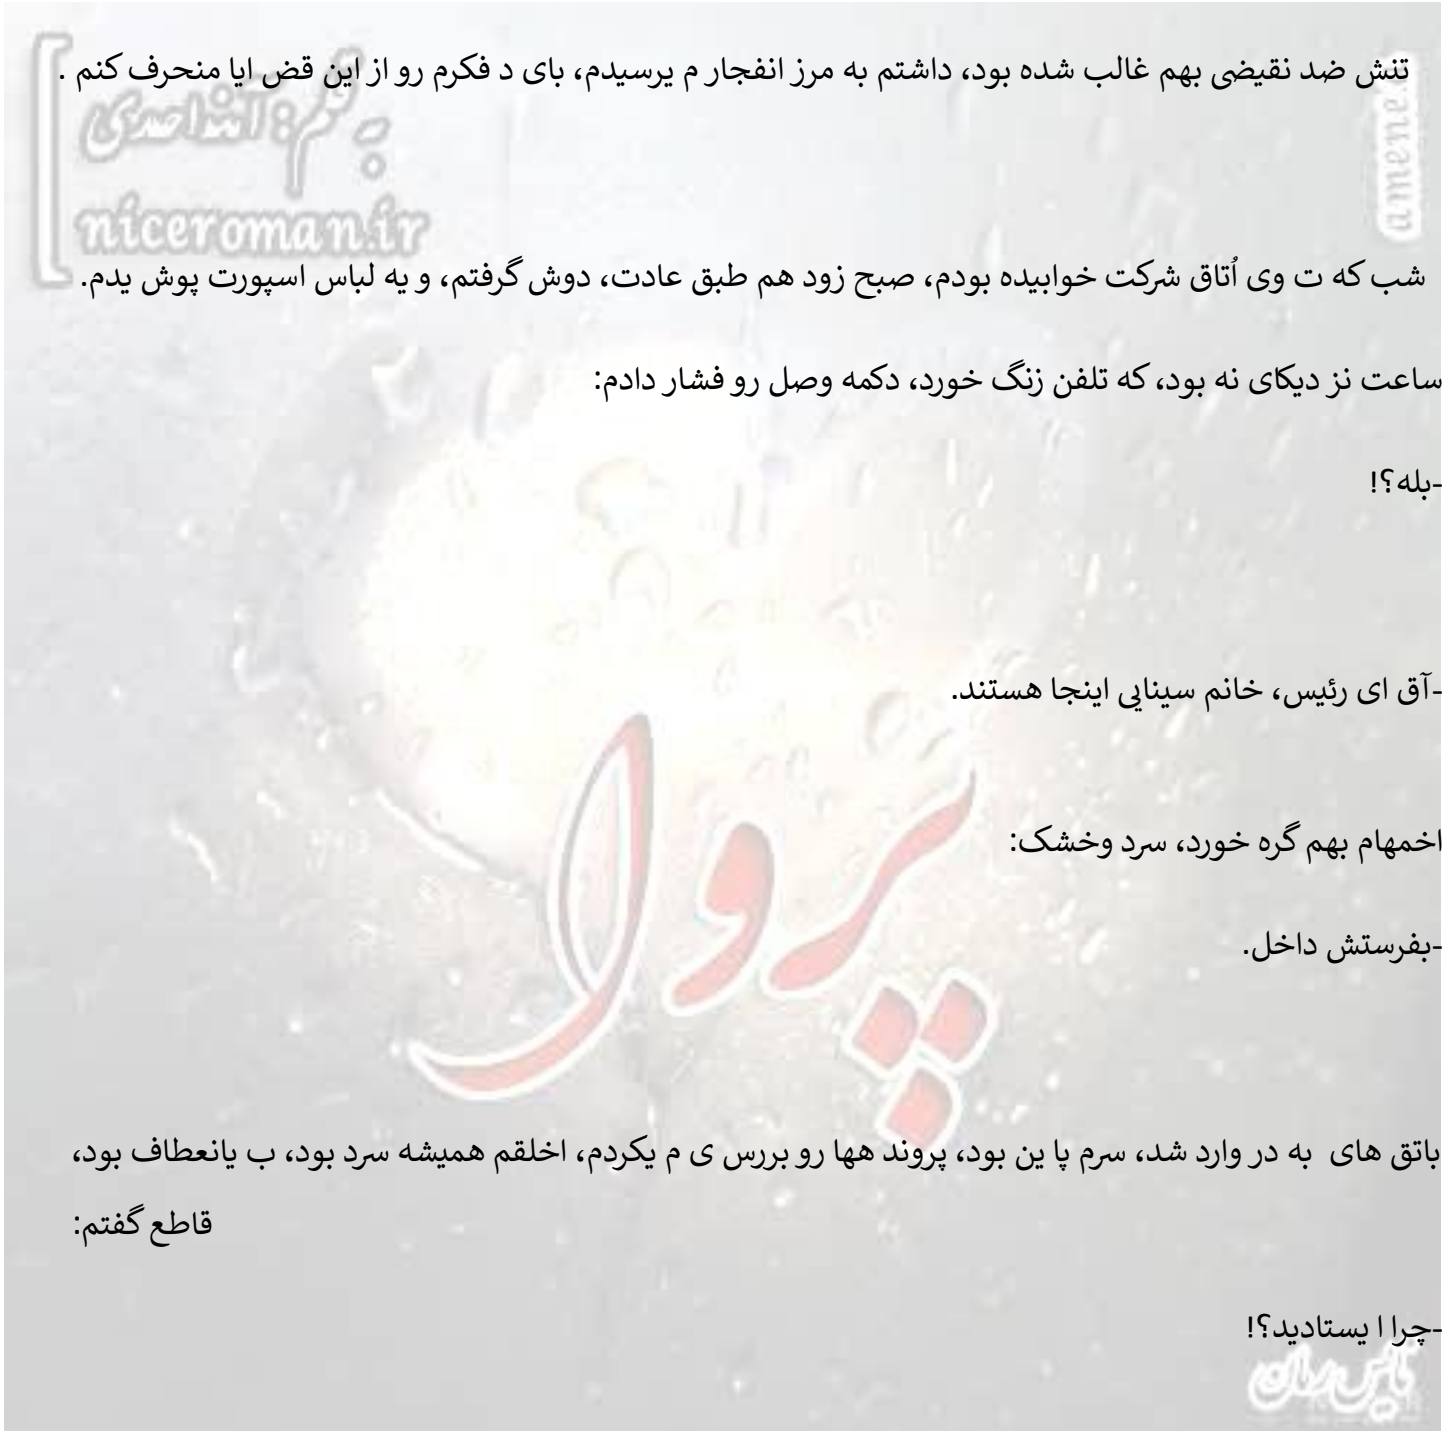 تنش ضد نقیضی بهم غالب شده بود، داشتم به مرز انفجار م یرسیدم، بای د فکرم رو از این قض ایا منحرف کنم .
amene
niceroman.ir
شب که ت وی اُتاق شرکت خوابیده بودم، صبح زود هم طبق عادت، دوش گرفتم، و یه لباس اسپورت پوش یدم.
ساعت نز دیکای نه بود، که تلفن زنگ خورد، دکمه وصل رو فشار دادم:
-بله؟!
-آق ای رئیس، خانم سینایی اینجا هستند.
پروا
اخمهام بهم گره خورد، سرد وخشک:
-بفرستش داخل.
باتق های به در وارد شد، سرم پا ین بود، پروند هها رو بررس ی م یکردم، اخلقم همیشه سرد بود، ب یانعطاف بود،
قاطع گفتم:
-چرا ا یستادید؟!
نایس رمان